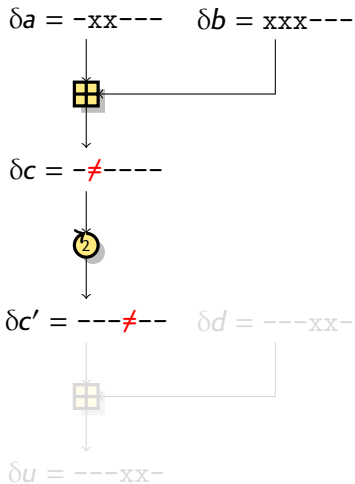 δa = -xx--- δb = xxx---
δc = -≠----
2
δc′ = ---≠-- δd = ---xx-
δu = ---xx-